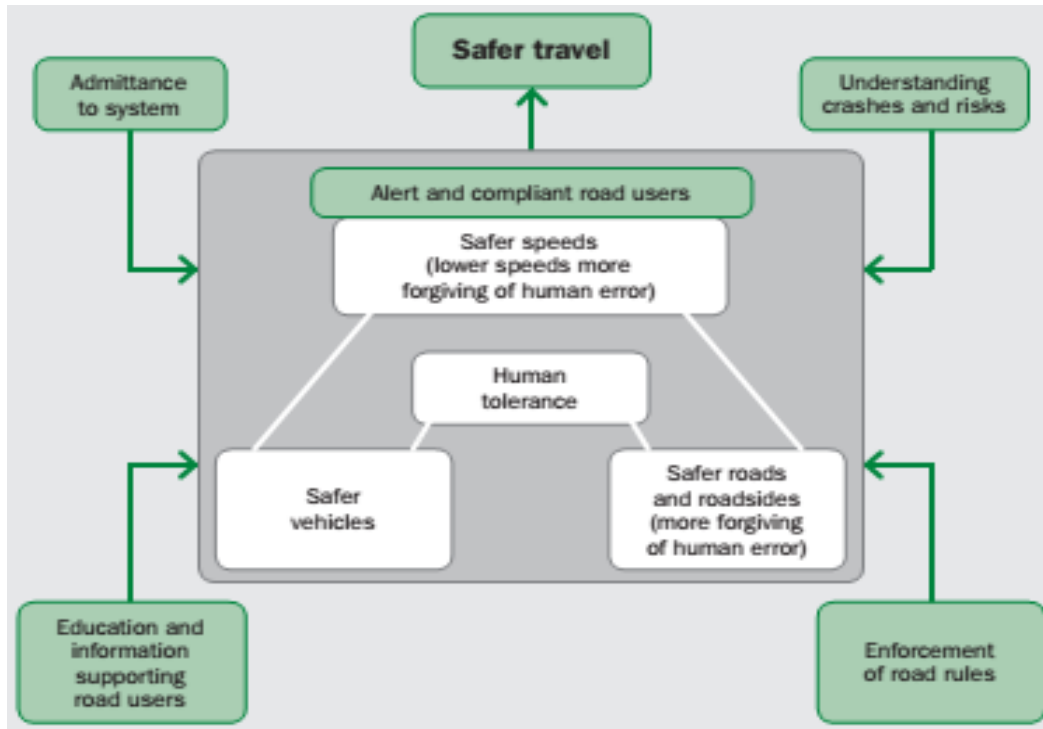 Safer travel
Admittance
to system
Understanding
crashes and risks
Alert and compliant road users
Safer speeds
(lower speeds more
forgiving of human error)
Human
tolerance
Safer
vehicles
Safer roads
and roadsides
(more forgiving
of human error)
Education and
information
supporting
road users
Enforcement
of road rules